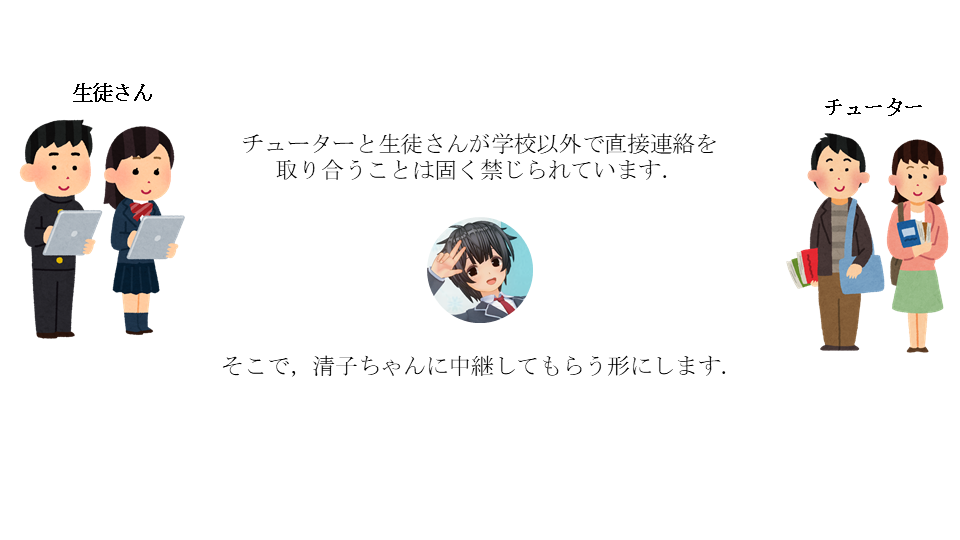 生徒さん
チューター
チューターと生徒さんが学校以外で直接連絡を
取り合うことは固く禁じられています．
そこで，清子ちゃんに中継してもらう形にします．